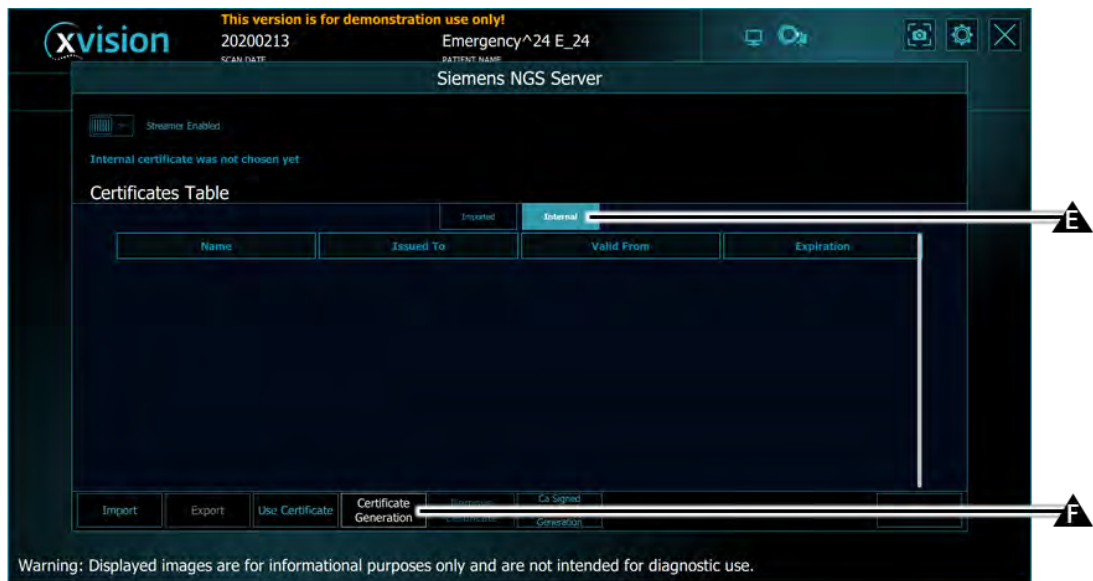 This version is for demonstration use only!
xvision
20200213
Emergency^24 E_24
SCAN DATE
PATIENT NAME
Siemens NGS Server
Streamer Enabled
Internal certificate was not chosen yet
Certificates Table
Imported
Internal
E
Name
Issued To
Valid From
Expiration
Import
Export
Use Certificate
Certificate
Generation
Remove
Certificate
Ca Signed
Generation
F
Warning: Displayed images are for informational purposes only and are not intended for diagnostic use.